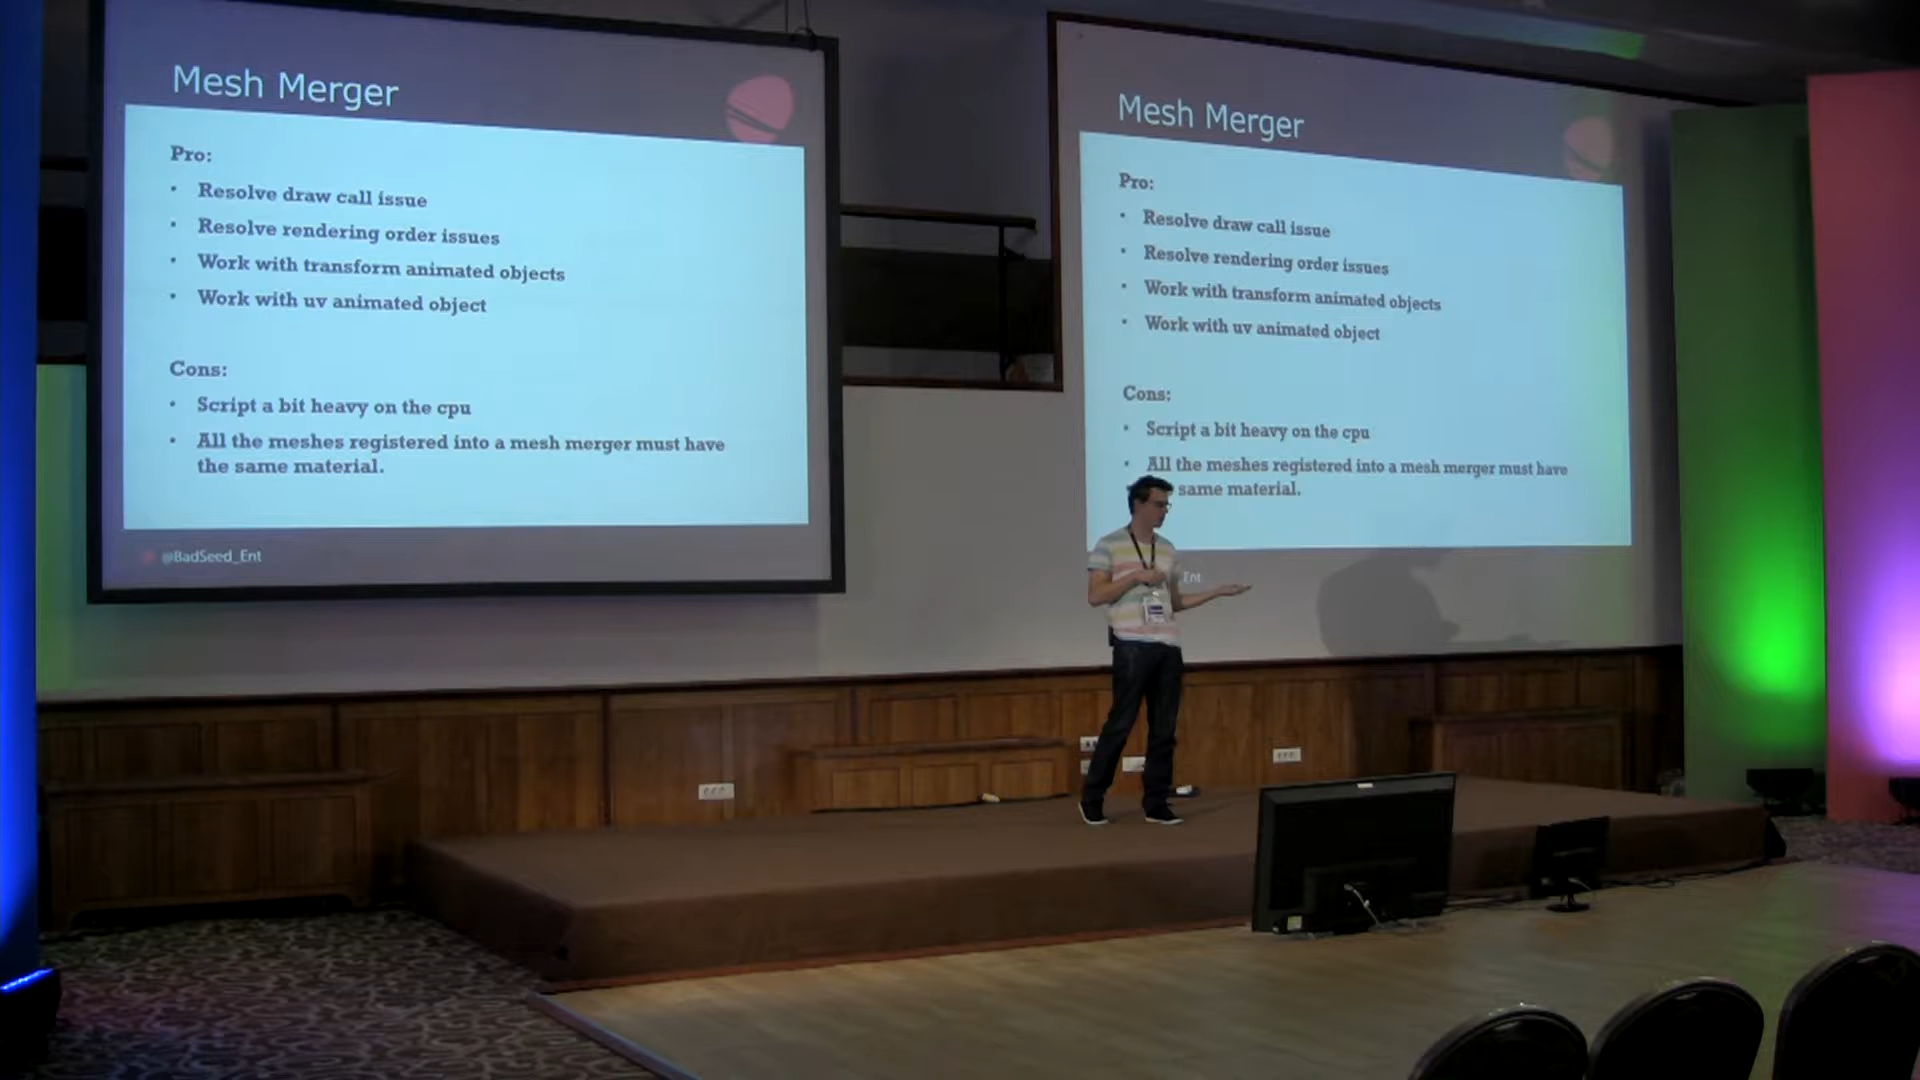 Mesh Merger
Pro:
• Resolve draw call issue
• Resolve rendering order issues
• Work with transform animated objects
• Work with uv animated object
Cons:
• Script a bit heavy on the cpu
• All the meshes registered into a mesh merger must have
the same material.
@BadSeed_Ent
Mesh Merger
Pro:
• Resolve draw call issue
• Resolve rendering order issues
• Work with transform animated objects
• Work with uv animated object
Cons:
• Script a bit heavy on the cpu
• All the meshes registered into a mesh merger must have
same material.
Ent